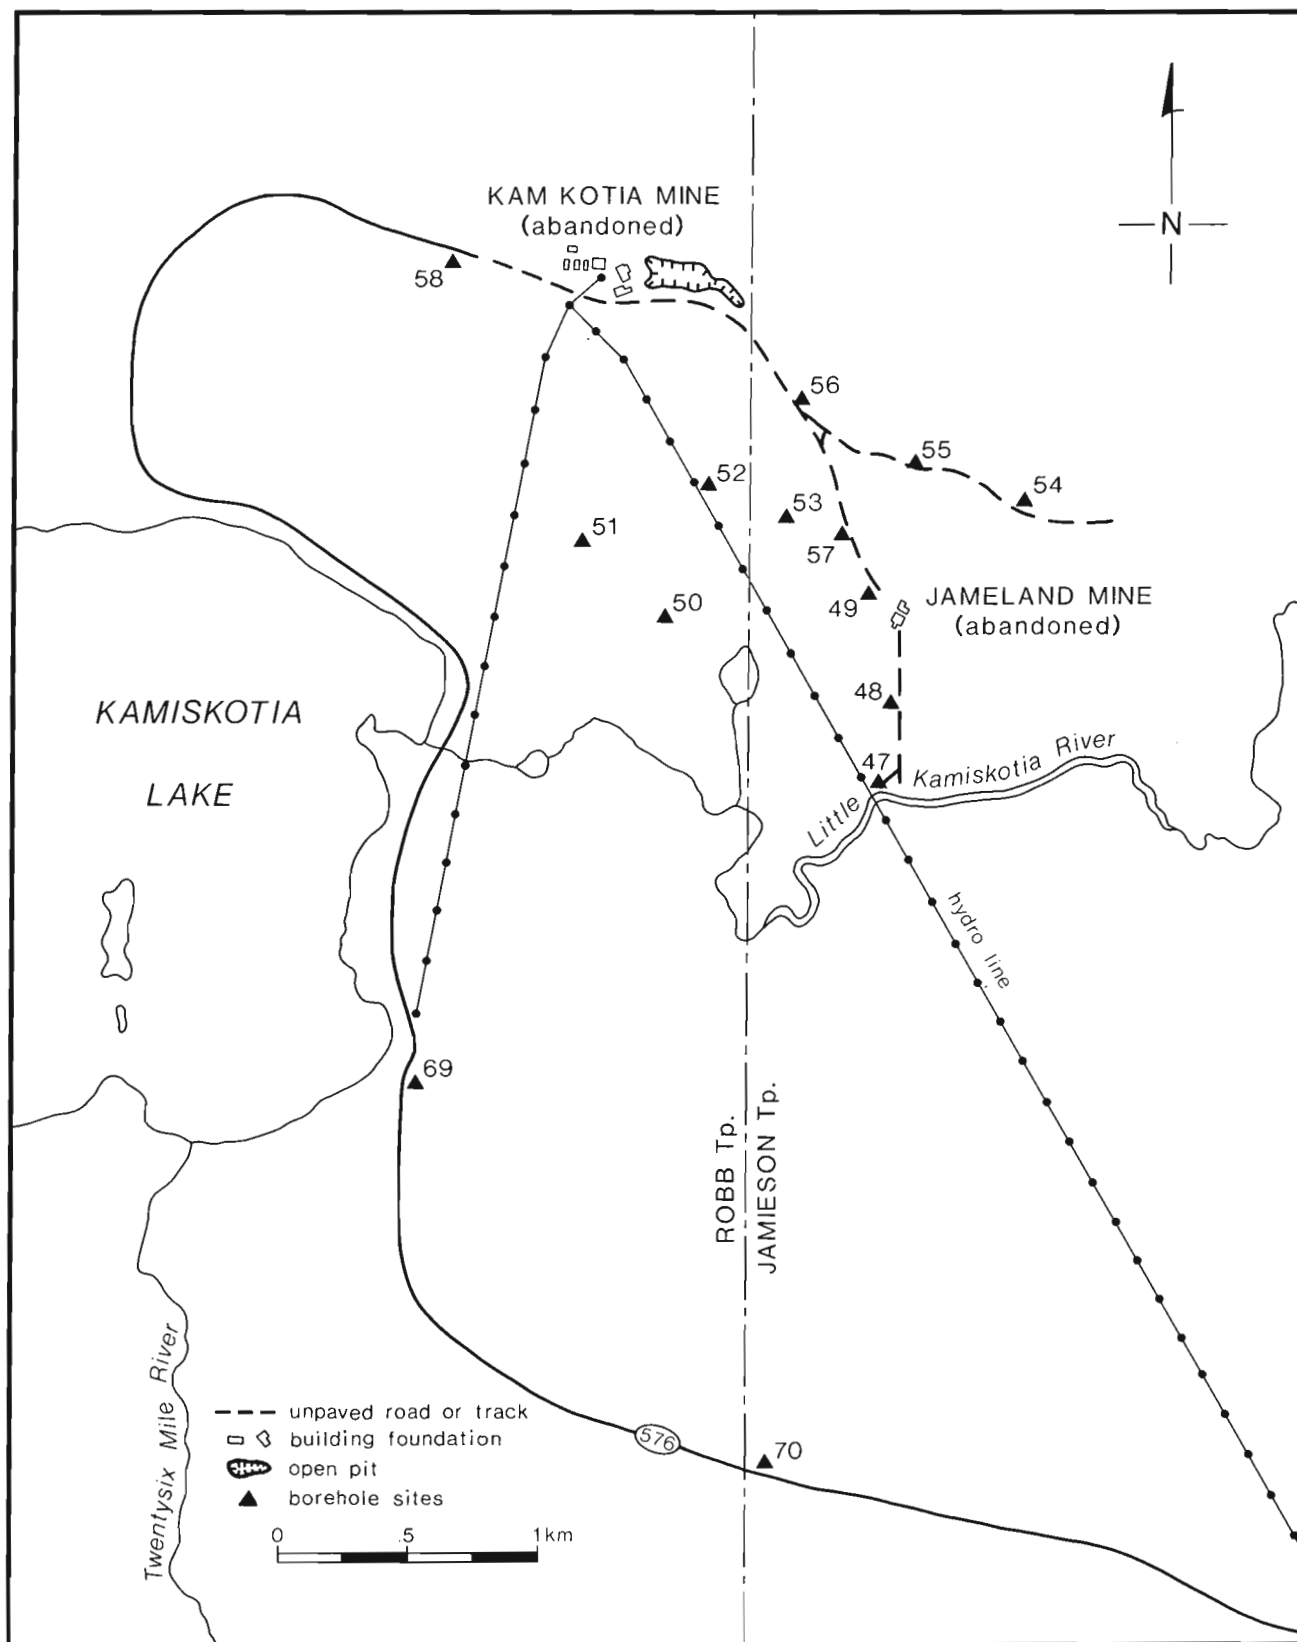 KAM KOTIA MINE
(abandoned)
N
58
56
55
54
52
53
51
57
50
49
JAMELAND MINE
(abandoned)
48
KAMISKOTIA
LAKE
47
Little Kamiskotia River
hydro line
69
ROBB Tp.
JAMIESON Tp.
Twentysix Mile River
576
70
unpaved road or track
building foundation
open pit
borehole sites
0 .5 1km